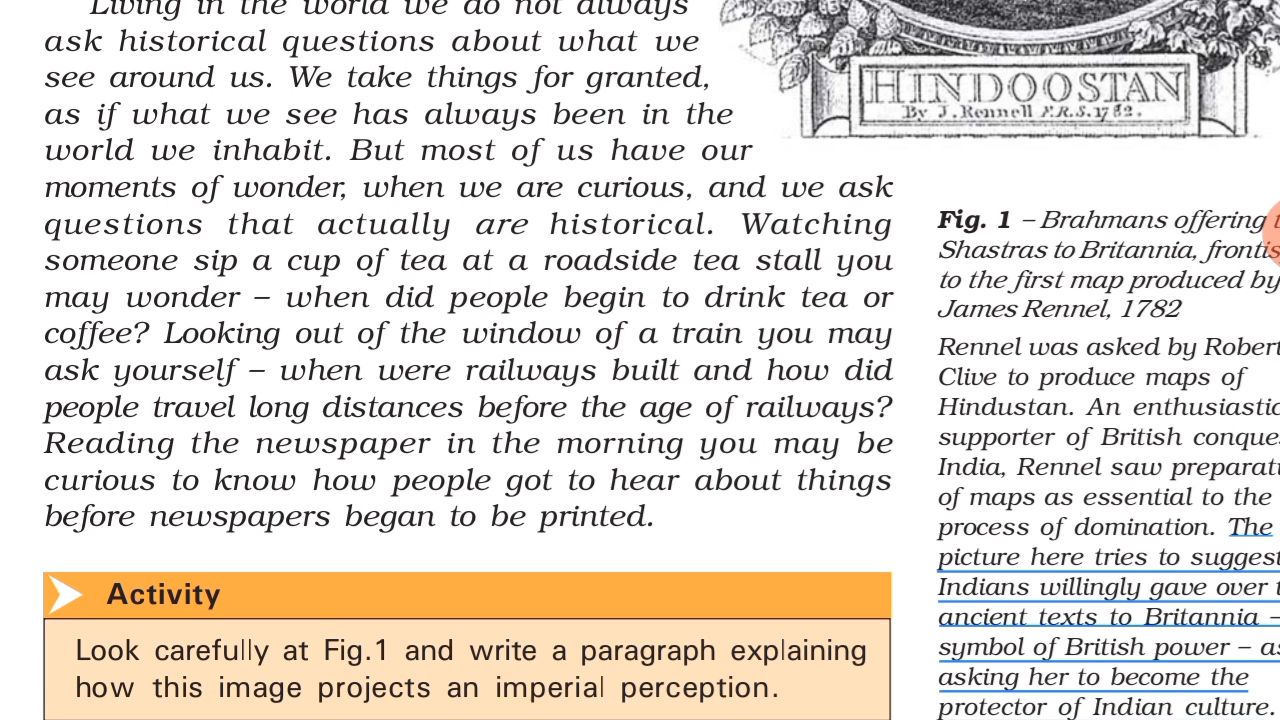 Living in the world we do not always
ask historical questions about what we
see around us. We take things for granted,
as if what we see has always been in the
world we inhabit. But most of us have our
moments of wonder, when we are curious, and we ask
questions that actually are historical. Watching
someone sip a cup of tea at a roadside tea stall you
may wonder – when did people begin to drink tea or
coffee? Looking out of the window of a train you may
ask yourself – when were railways built and how did
people travel long distances before the age of railways?
Reading the newspaper in the morning you may be
curious to know how people got to hear about things
before newspapers began to be printed.
Activity
Look carefully at Fig.1 and write a paragraph explaining
how this image projects an imperial perception.
HINDOOSTAN
By J. Rennell F.R.S. 1782.
Fig. 1 – Brahmans offering
Shastras to Britannia,
to the first map produced by
James Rennel, 1782
Rennel was asked by Robert
Clive to produce maps of
Hindustan. An
supporter of British
India, Rennel saw
of maps as essential to the
process of domination. The
picture here tries to suggest
Indians willingly gave over
ancient texts to Britannia –
symbol of British power –
asking her to become the
protector of Indian culture.